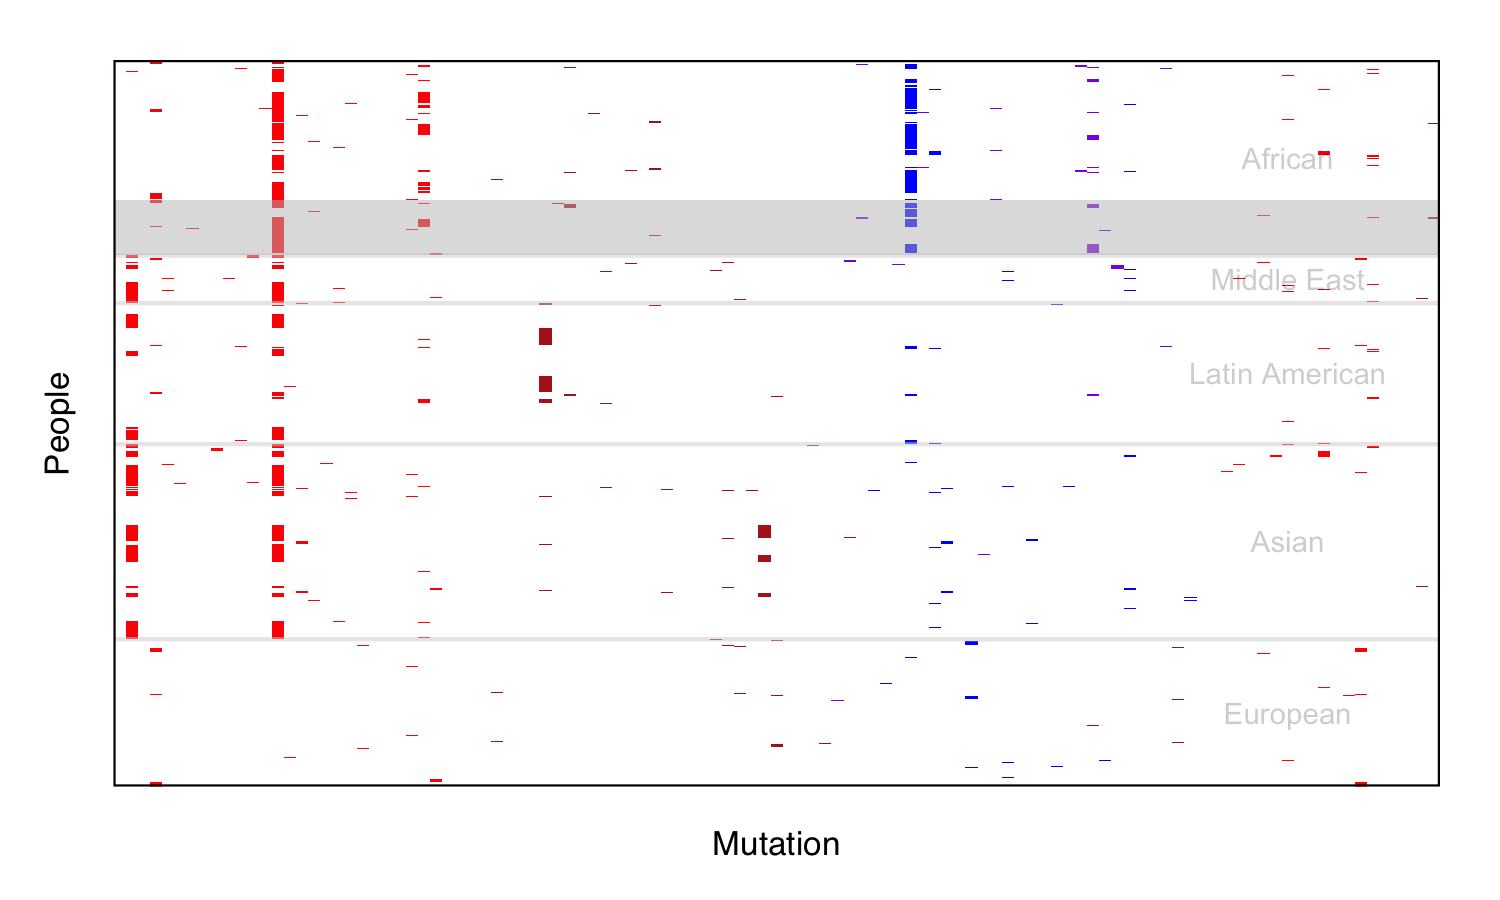 African
Middle East
Latin American
Asian
European
People
Mutation